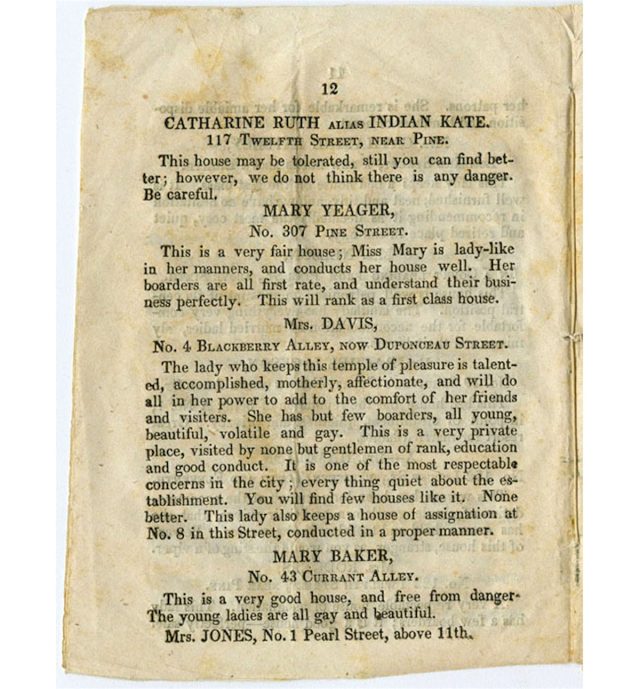 12
CATHARINE RUTH ALIAS INDIAN KATE.
117 TWELFTH STREET, NEAR PINE.
This house may be tolerated, still you can find bet-
ter; however, we do not think there is any danger.
Be careful.
MARY YEAGER,
No. 307 PINE STREET.
This is a very fair house; Miss Mary is lady-like
in her manners, and conducts her house well. Her
boarders are all first rate, and understand their busi-
ness perfectly. This will rank as a first class house.
Mrs. DAVIS,
No. 4 BLACKBERRY ALLEY, NOW DUPONCEAU STREET.
The lady who keeps this temple of pleasure is talent-
ed, accomplished, motherly, affectionate, and will do
all in her power to add to the comfort of her friends
and visiters. She has but few boarders, all young,
beautiful, volatile and gay. This is a very private
place, visited by none but gentlemen of rank, education
and good conduct. It is one of the most respectable
concerns in the city; every thing quiet about the es-
tablishment. You will find few houses like it. None
better. This lady also keeps a house of assignation at
No. 8 in this Street, conducted in a proper manner.
MARY BAKER,
No. 43 CURRANT ALLEY.
This is a very good house, and free from danger-
The young ladies are all gay and beautiful.
Mrs. JONES, No. 1 Pearl Street, above 11th.